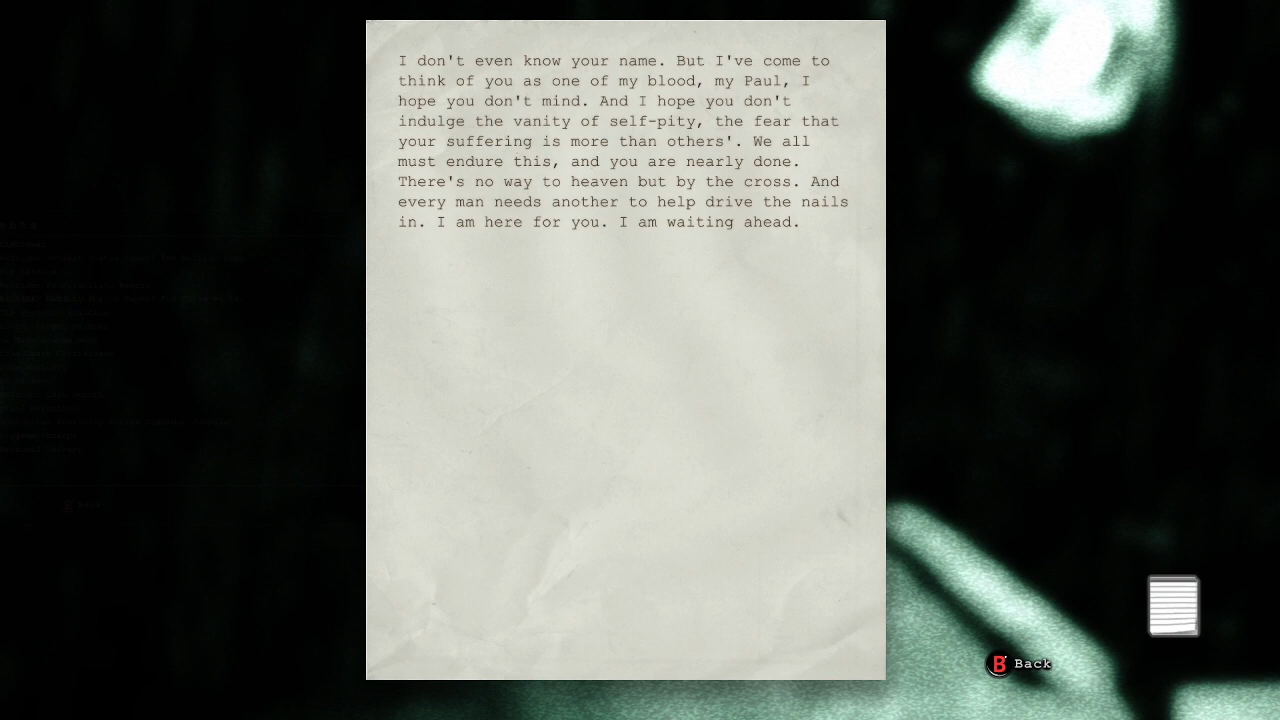 I don't even know your name. But I've come to
think of you as one of my blood, my Paul, I
hope you don't mind. And I hope you don't
indulge the vanity of self-pity, the fear that
your suffering is more than others'. We all
must endure this, and you are nearly done.
There's no way to heaven but by the cross. And
every man needs another to help drive the nails
in. I am here for you. I am waiting ahead.
B Back